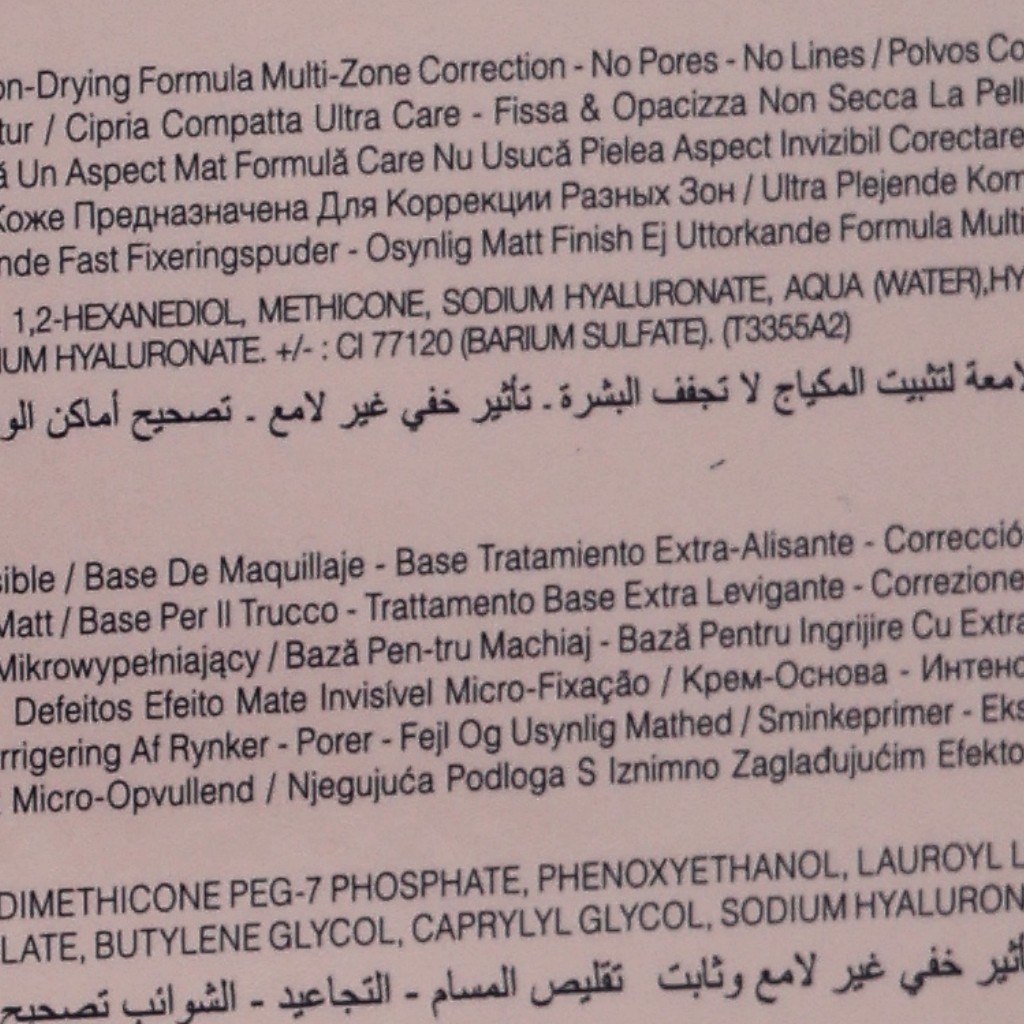 on-Drying Formula Multi-Zone Correction - No Pores - No Lines / Polvos Co
tur / Cipria Compatta Ultra Care - Fissa & Opacizza Non Secca La Pell
ă Un Aspect Mat Formulă Care Nu Usucă Pielea Aspect Invizibil Corectare
Коже Предназначена Для Коррекции Разных Зон / Ultra Plejende Kom
nde Fast Fixeringspuder - Osynlig Matt Finish Ej Uttorkande Formula Multi
1,2-HEXANEDIOL, METHICONE, SODIUM HYALURONATE, AQUA (WATER),HY
IUM HYALURONATE. +/- : CI 77120 (BARIUM SULFATE). (T3355A2)
لامعة لتثبيت المكياج لا تجفف البشرة - تأثير خفي غير لامع - تصحيح أماكن الو
sible / Base De Maquillaje - Base Tratamiento Extra-Alisante - Correcció
Matt / Base Per Il Trucco - Trattamento Base Extra Levigante - Correzione
Mikrowypełniający / Bază Pen-tru Machiaj - Bază Pentru Ingrijire Cu Extra
Defeitos Efeito Mate Invisível Micro-Fixação / Крем-Основа - Интенс
rrigering Af Rynker - Porer - Fejl Og Usynlig Mathed / Sminkeprimer - Eks
Micro-Opvullend / Njegujuća Podloga S Iznimno Zaglađujućim Efekto
DIMETHICONE PEG-7 PHOSPHATE, PHENOXYETHANOL, LAUROYL L
LATE, BUTYLENE GLYCOL, CAPRYLYL GLYCOL, SODIUM HYALURON
تأثير خفي غير لامع وثابت تقليص المسام - التجاعيد - الشوائب تصحيح